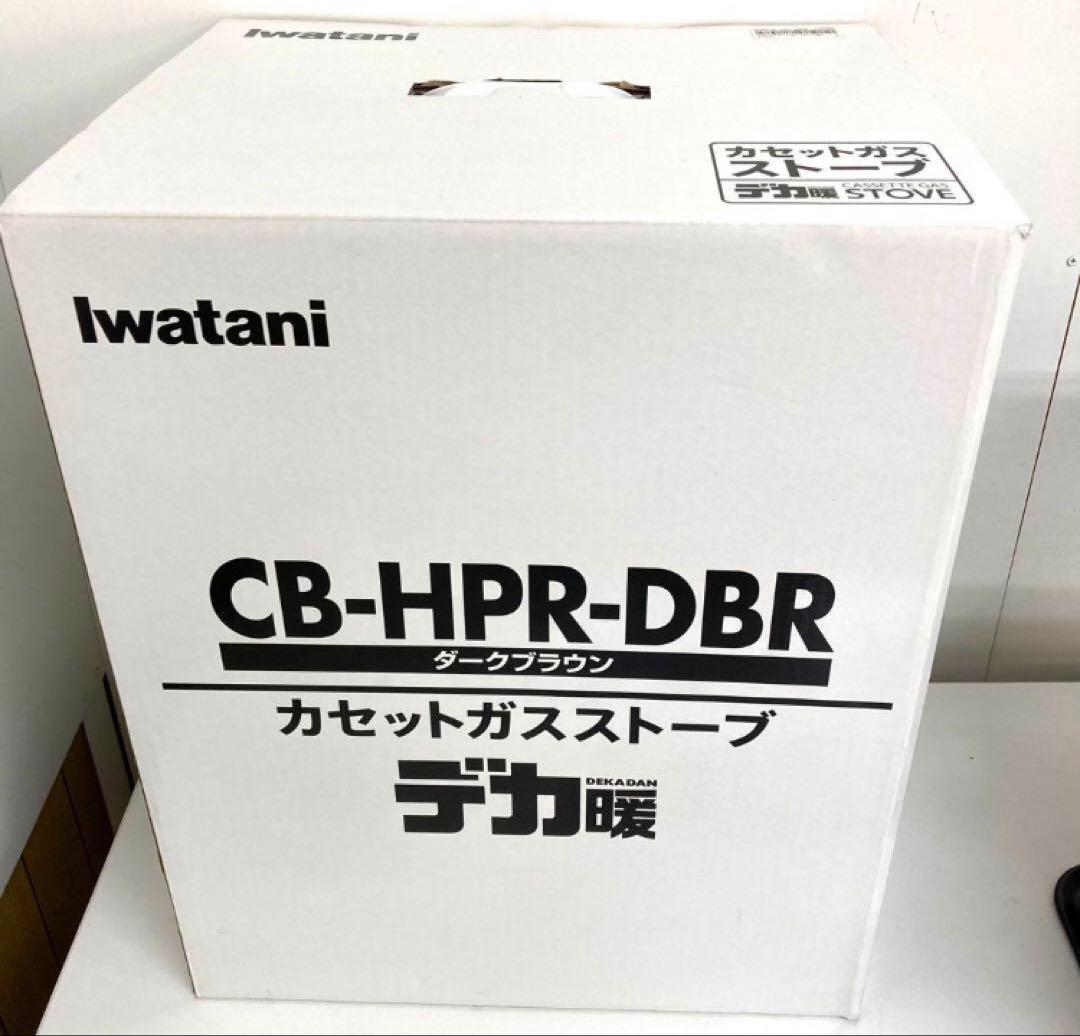 Iwatani
カセットガス
ストーブ
デカ暖 CASSETTE GAS STOVE
Iwatani
CB-HPR-DBR
ダークブラウン
カセットガスストーブ
デカ暖 DEKADAN